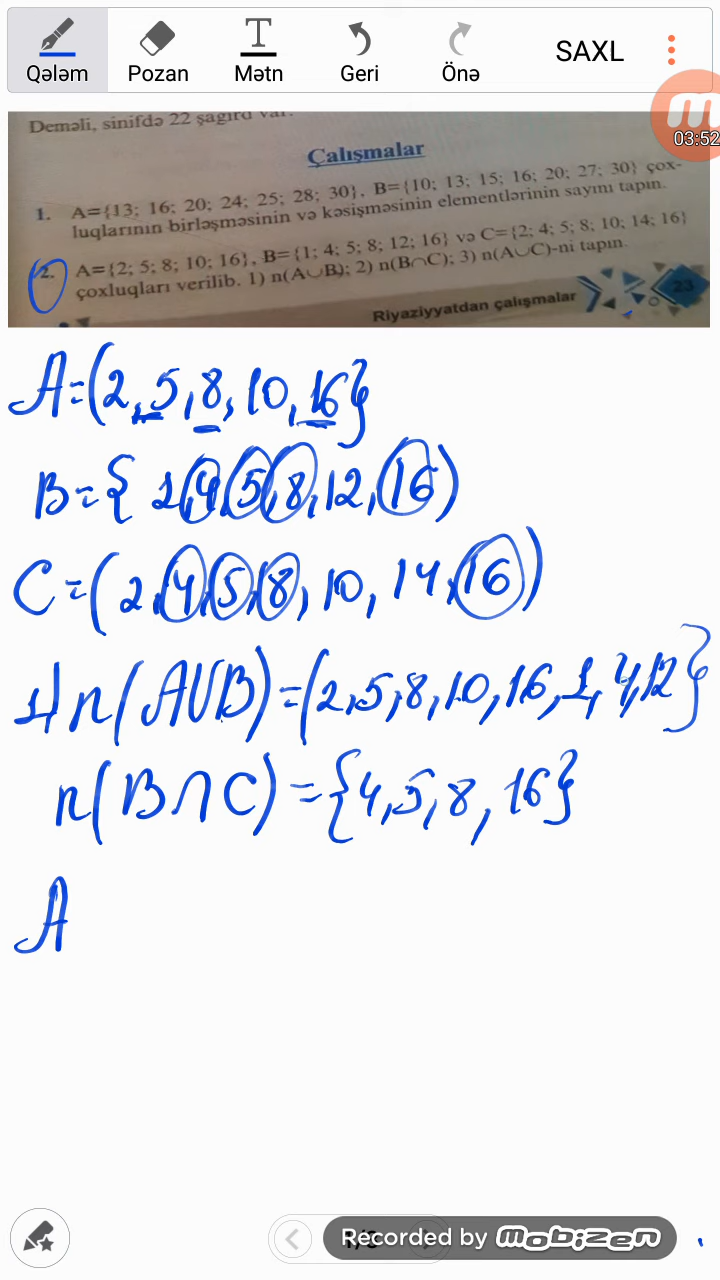 Qələm Pozan Mətn Geri Önə SAXL
03:52
Deməli, sinifdə 22 şagird var.
Çalışmalar
1. A={13; 16; 20; 24; 25; 28; 30}, B={10; 13; 15; 16; 20; 27; 30} çox-
luqlarının birləşməsinin və kəsişməsinin elementlərinin sayını tapın.
2. A={2; 5; 8; 10; 16}, B={1; 4; 5; 8; 12; 16} və C={2; 4; 5; 8; 10; 14; 16}
çoxluqları verilib. 1) n(A∪B); 2) n(B∩C); 3) n(A∪C)-ni tapın.
Riyaziyyatdan çalışmalar 23
A=(2,5,8,10,16}
B={ 1,4,5,8,12,16)
C=(2,4,5,8,10,14,16)
1)n(AUB)=(2,5,8,10,16,1,4,12}
n(B∩C)={4,5,8,16}
A
Recorded by MOBIZEN